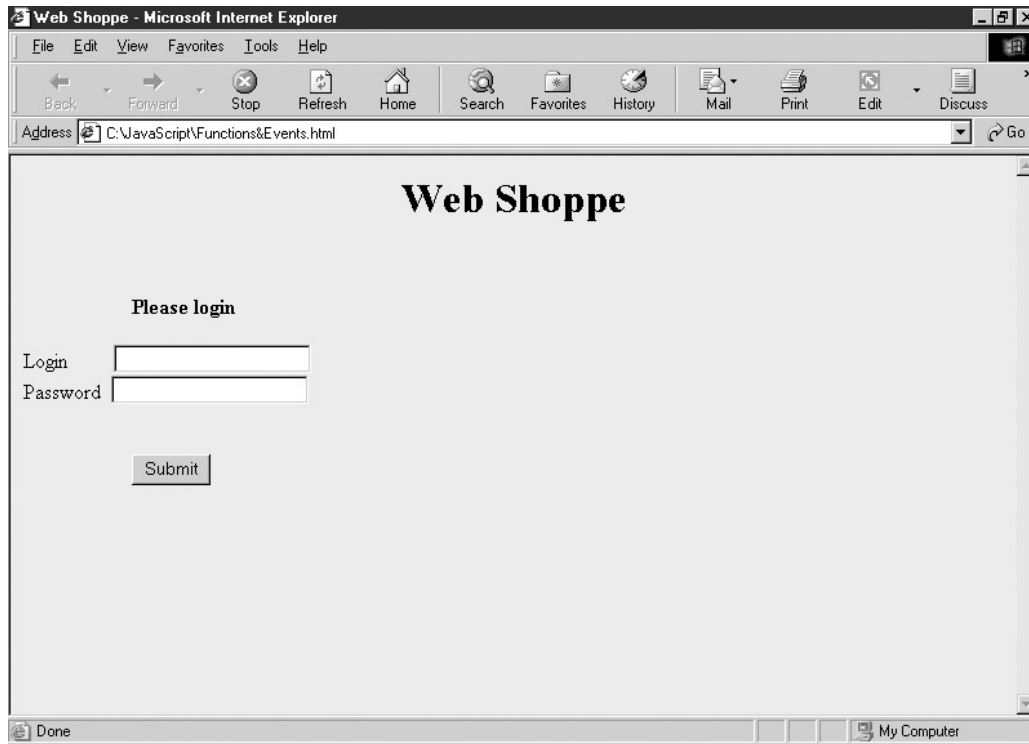 Web Shoppe - Microsoft Internet Explorer
File Edit View Favorites Tools Help
Back Forward Stop Refresh Home Search Favorites History Mail Print Edit Discuss
Address C:\JavaScript\Functions&Events.html Go
Web Shoppe
Please login
Login
Password
Submit
Done My Computer